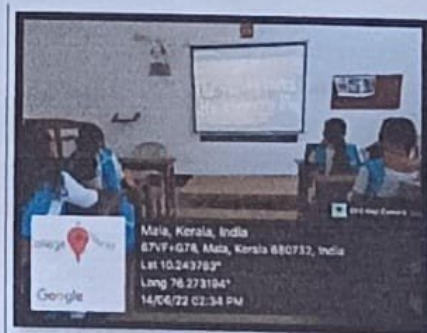 GPS Map Camera
Mala, Kerala, India
67VF+G78, Mala, Kerala 680732, India
Lat 10.243783°
Long 76.273194°
14/06/22 02:34 PM
Google